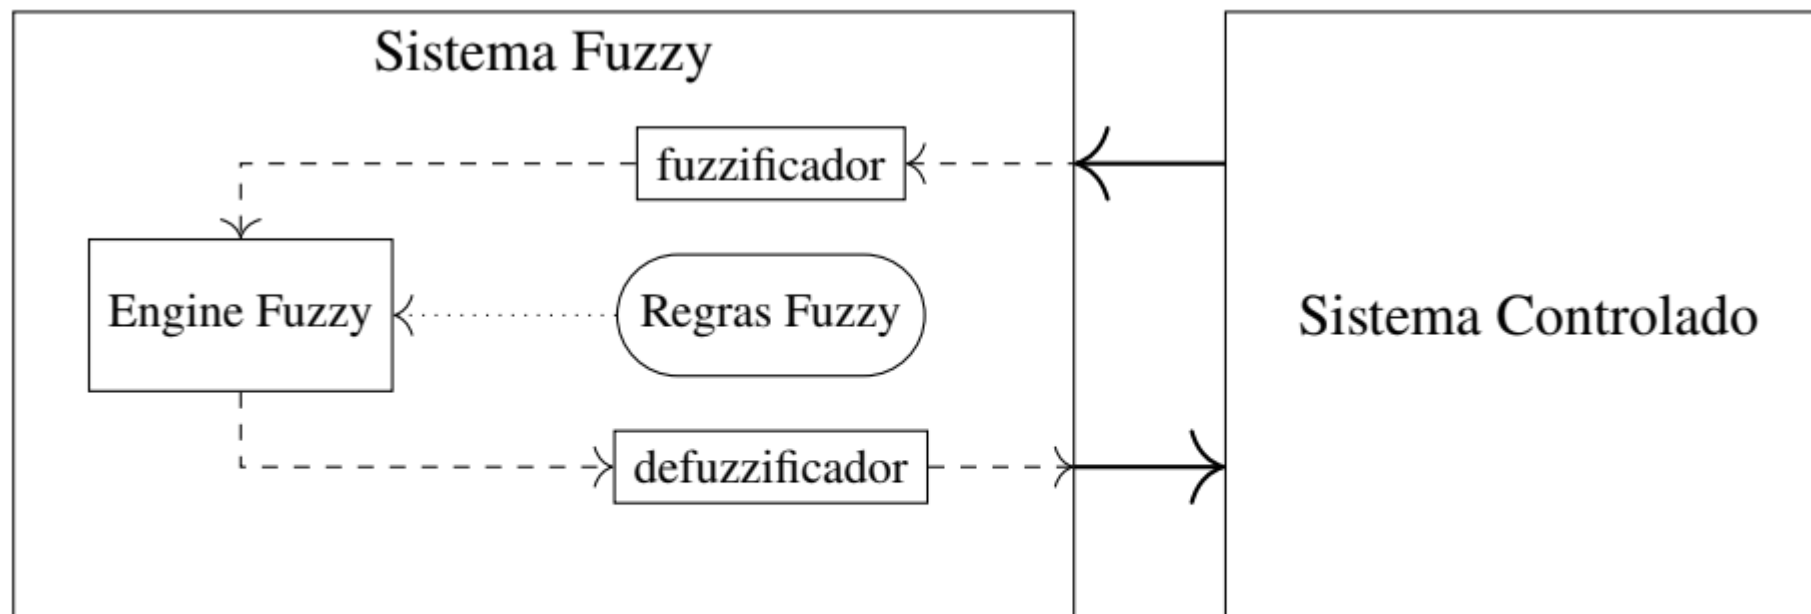 Sistema Fuzzy
fuzzificador
Engine Fuzzy
Regras Fuzzy
Sistema Controlado
defuzzificador